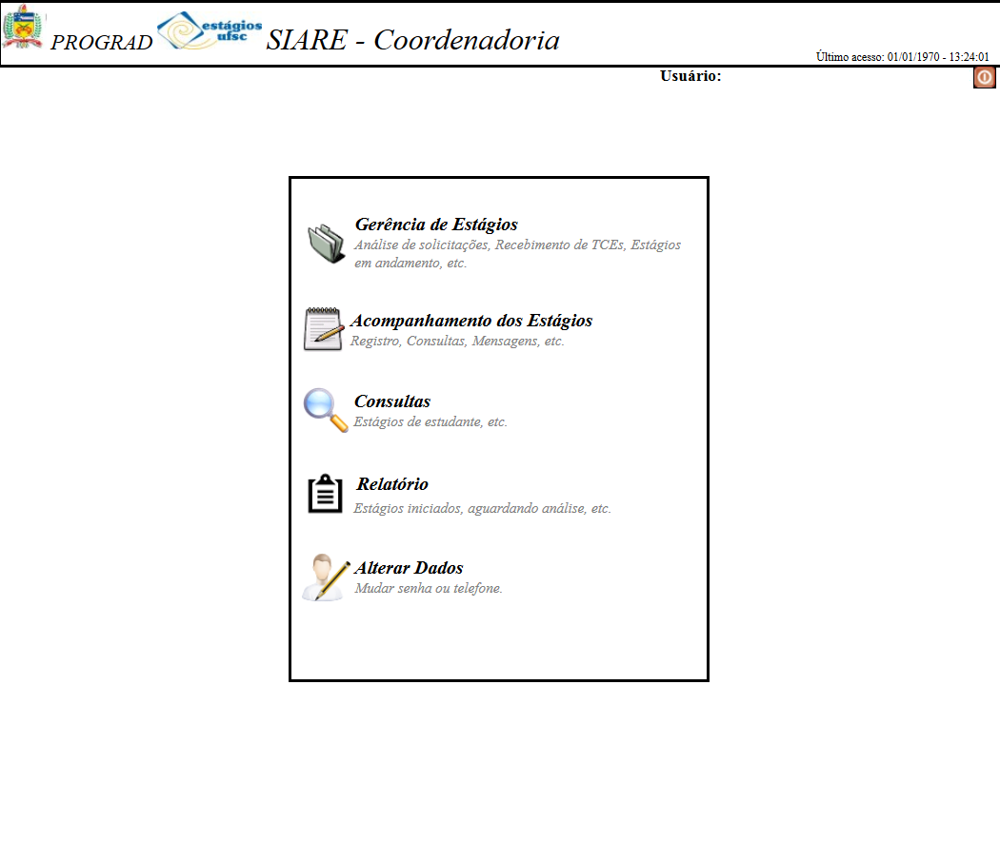 PROGRAD estágios ufsc SIARE - Coordenadoria
Último acesso: 01/01/1970 - 13:24:01
Usuário:
Gerência de Estágios
Análise de solicitações, Recebimento de TCEs, Estágios
em andamento, etc.
Acompanhamento dos Estágios
Registro, Consultas, Mensagens, etc.
Consultas
Estágios de estudante, etc.
Relatório
Estágios iniciados, aguardando análise, etc.
Alterar Dados
Mudar senha ou telefone.